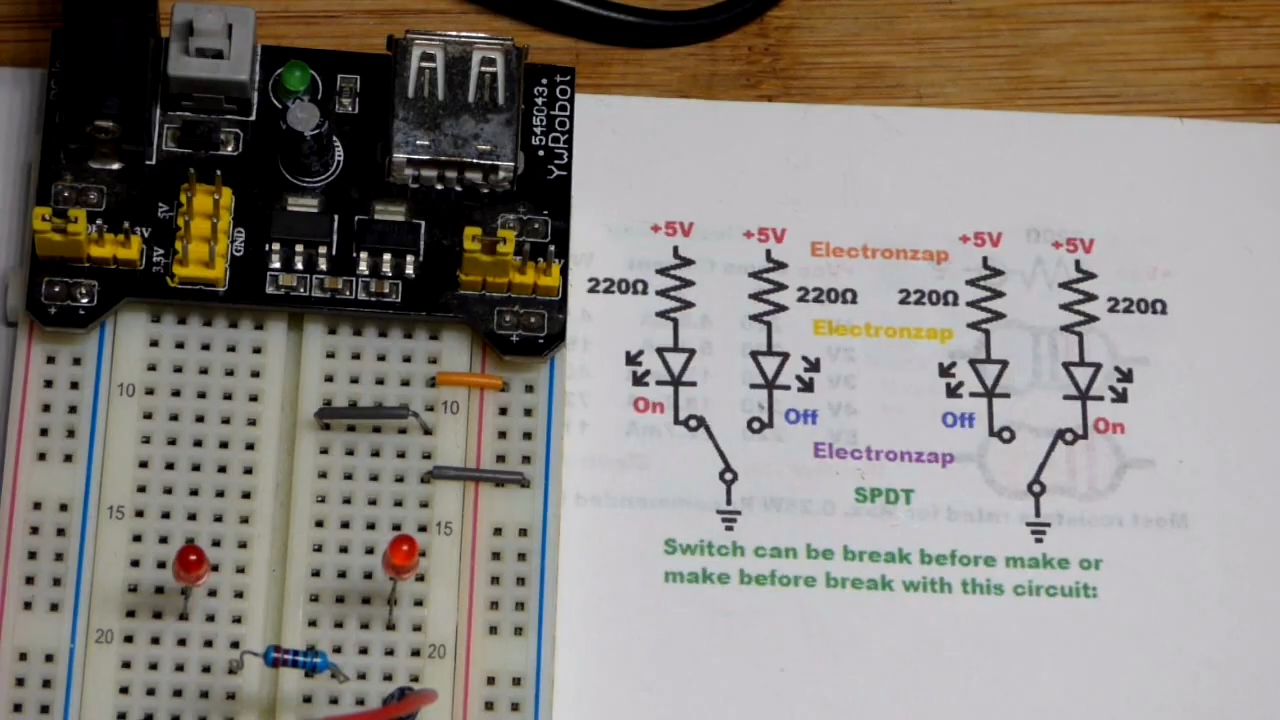 545043
YwRobot
5V
3.3V
GND
10
10
15
15
20
20
+5V
+5V
Electronzap
+5V
+5V
220Ω
220Ω
220Ω
220Ω
Electronzap
On
Off
Off
On
Electronzap
SPDT
Switch can be break before make or
make before break with this circuit: